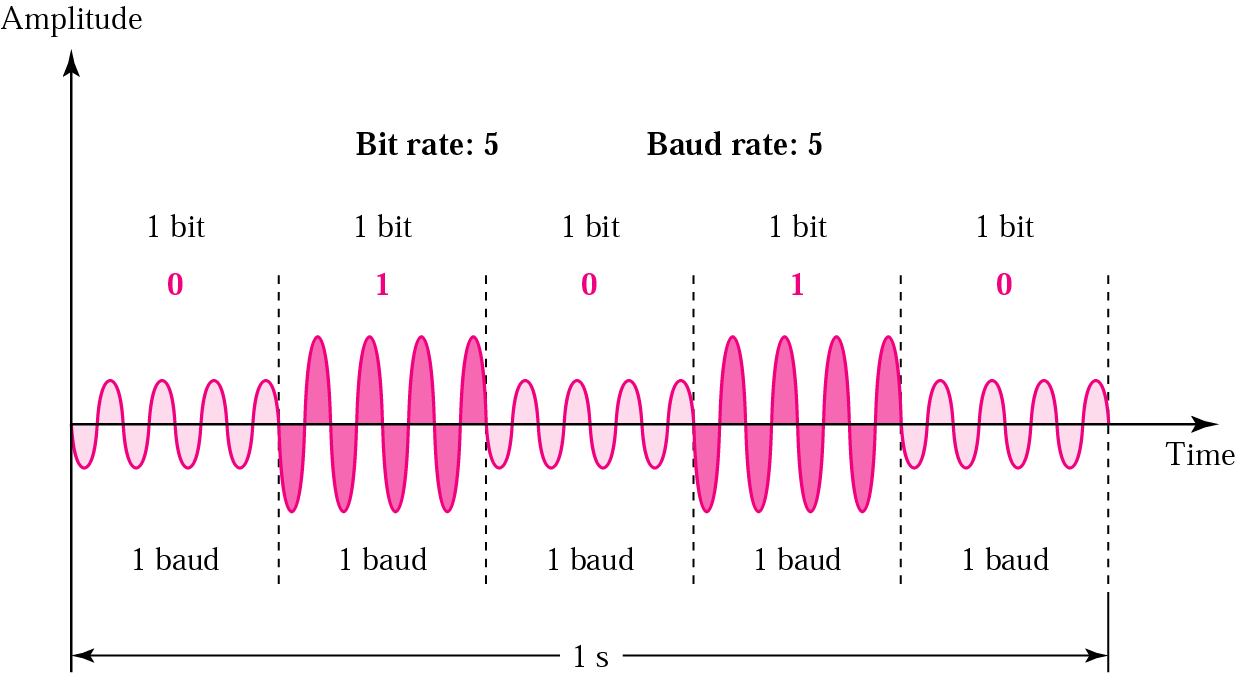 Amplitude
Bit rate: 5 Baud rate: 5
1 bit 1 bit 1 bit 1 bit 1 bit
0 1 0 1 0
Time
1 baud 1 baud 1 baud 1 baud 1 baud
1 s